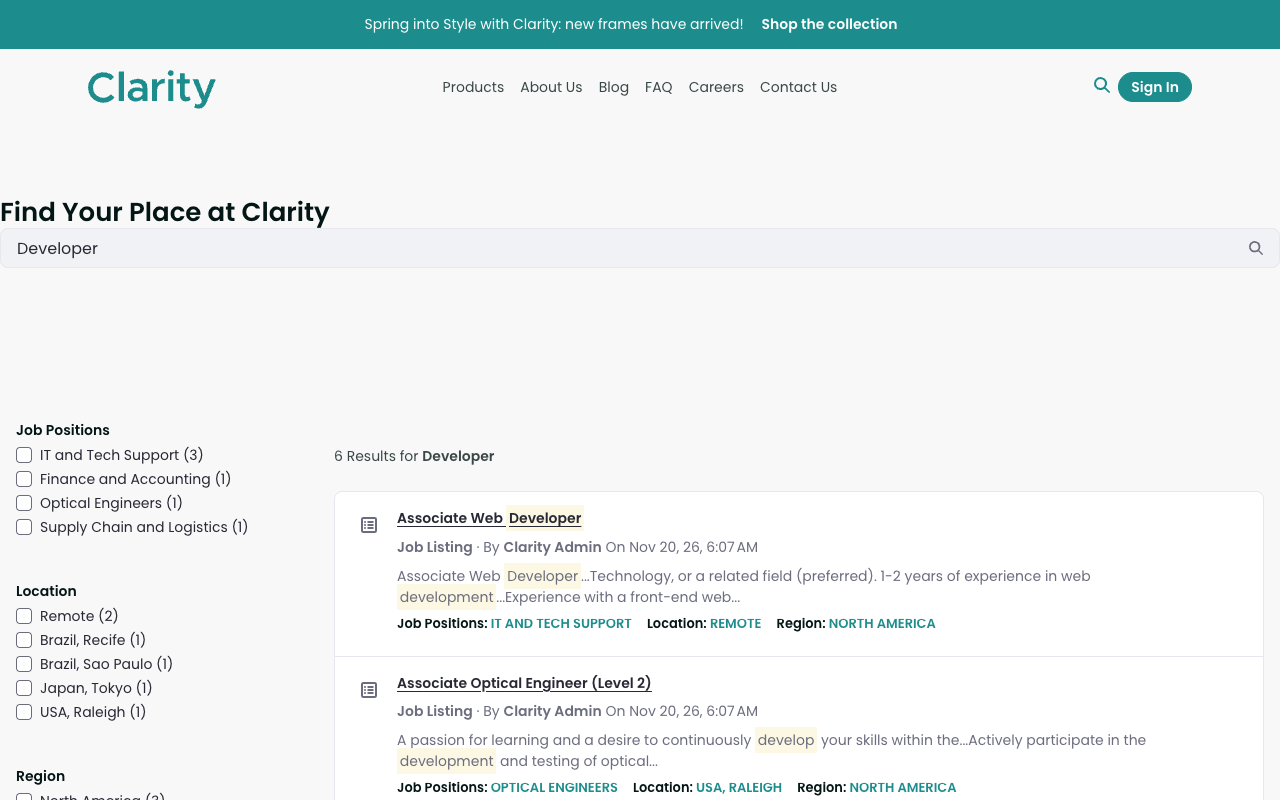 Spring into Style with Clarity: new frames have arrived! Shop the collection
Clarity
Products About Us Blog FAQ Careers Contact Us
Sign In
Find Your Place at Clarity
Developer
Job Positions
IT and Tech Support (3)
Finance and Accounting (1)
Optical Engineers (1)
Supply Chain and Logistics (1)
Location
Remote (2)
Brazil, Recife (1)
Brazil, Sao Paulo (1)
Japan, Tokyo (1)
USA, Raleigh (1)
Region
North America (3)
6 Results for Developer
Associate Web Developer
Job Listing · By Clarity Admin On Nov 20, 26, 6:07 AM
Associate Web Developer...Technology, or a related field (preferred). 1-2 years of experience in web
development...Experience with a front-end web...
Job Positions: IT AND TECH SUPPORT Location: REMOTE Region: NORTH AMERICA
Associate Optical Engineer (Level 2)
Job Listing · By Clarity Admin On Nov 20, 26, 6:07 AM
A passion for learning and a desire to continuously develop your skills within the...Actively participate in the
development and testing of optical...
Job Positions: OPTICAL ENGINEERS Location: USA, RALEIGH Region: NORTH AMERICA